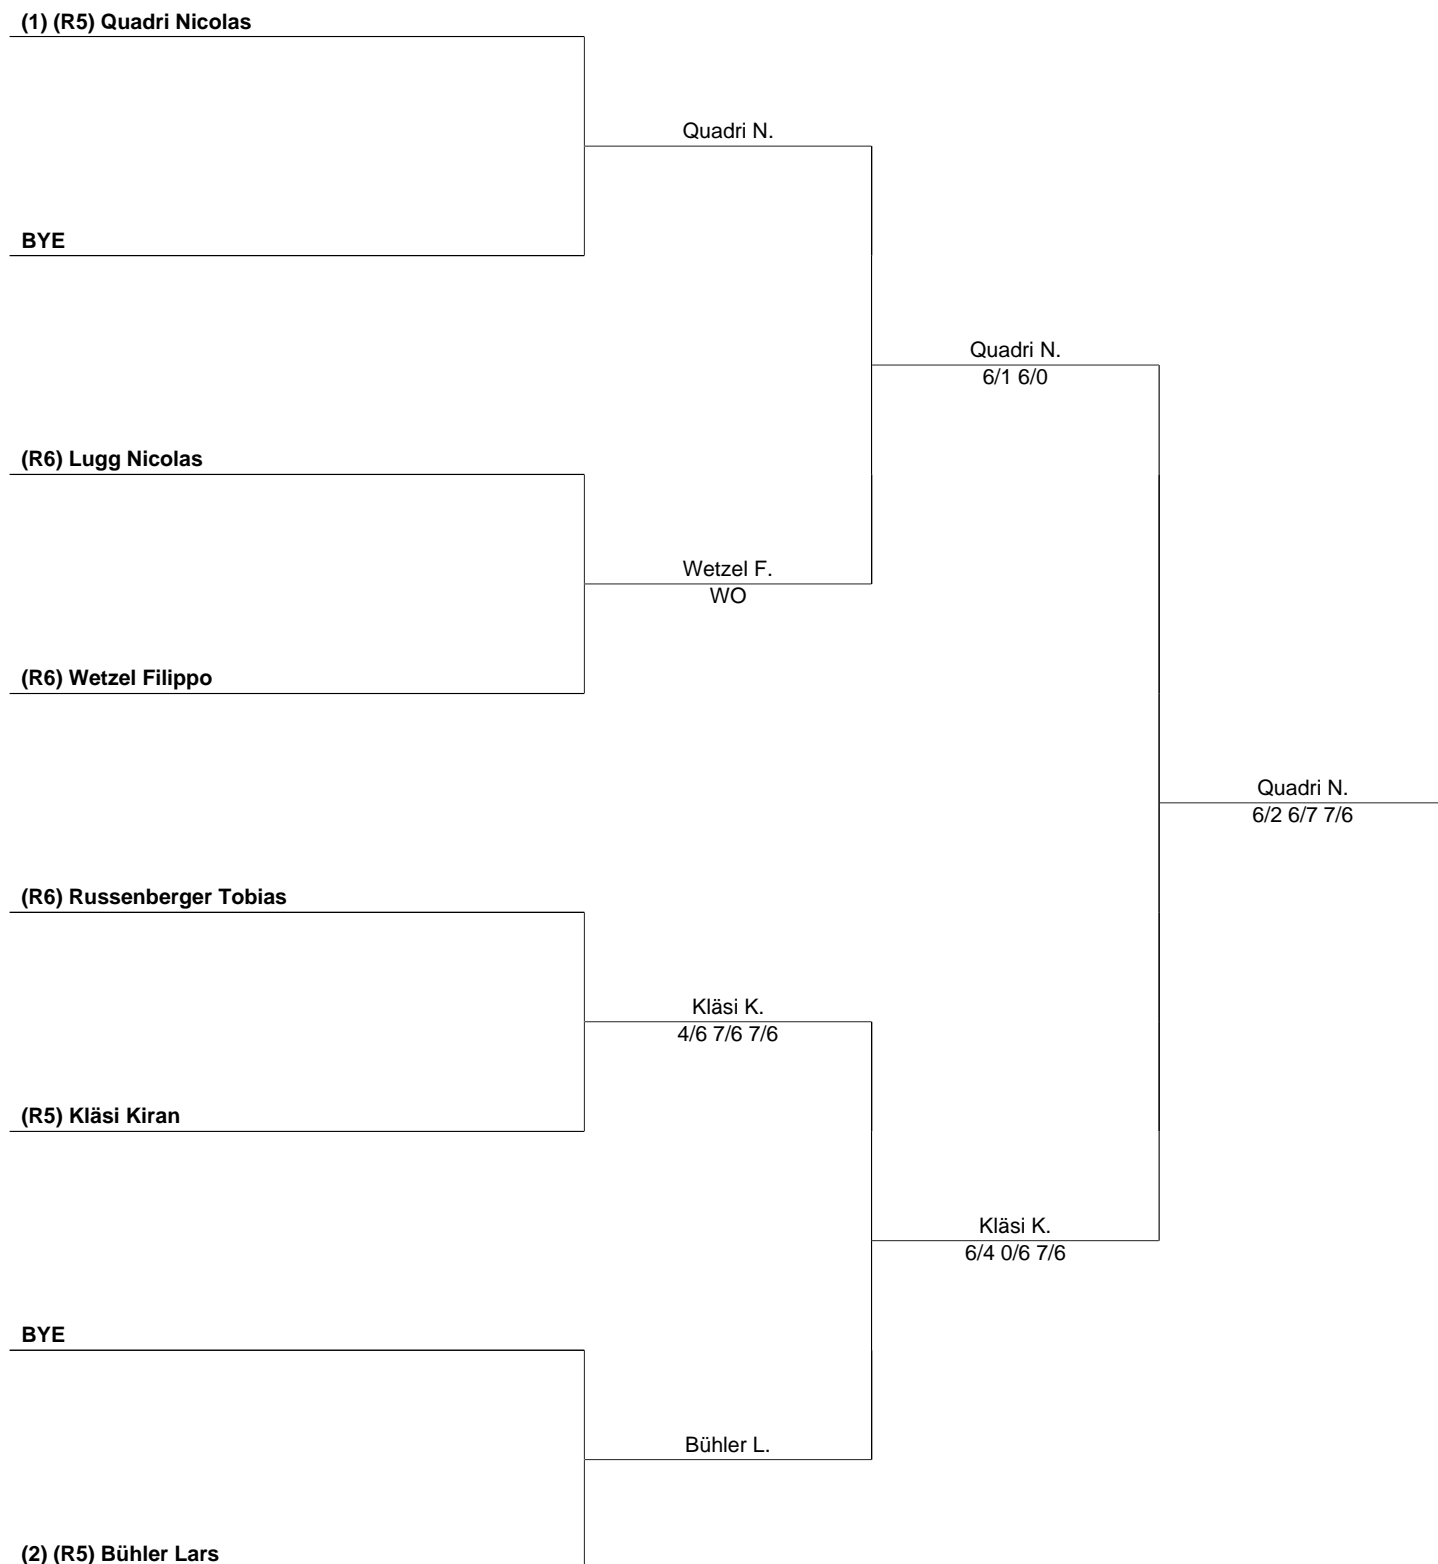 (1) (R5) Quadri Nicolas
Quadri N.
BYE
Quadri N.
6/1 6/0
(R6) Lugg Nicolas
Wetzel F.
WO
(R6) Wetzel Filippo
Quadri N.
6/2 6/7 7/6
(R6) Russenberger Tobias
Kläsi K.
4/6 7/6 7/6
(R5) Kläsi Kiran
Kläsi K.
6/4 0/6 7/6
BYE
Bühler L.
(2) (R5) Bühler Lars